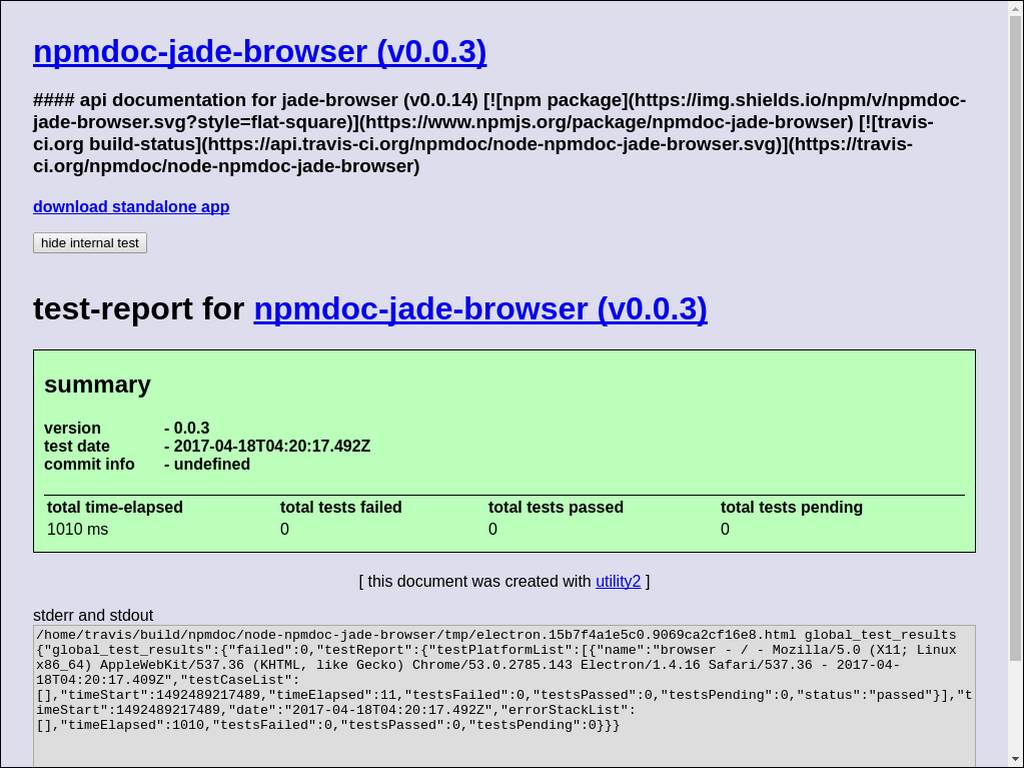 npmdoc-jade-browser (v0.0.3)
#### api documentation for jade-browser (v0.0.14) [![npm package](https://img.shields.io/npm/v/npmdoc-
jade-browser.svg?style=flat-square)](https://www.npmjs.org/package/npmdoc-jade-browser) [![travis-
ci.org build-status](https://api.travis-ci.org/npmdoc/node-npmdoc-jade-browser.svg)](https://travis-
ci.org/npmdoc/node-npmdoc-jade-browser)
download standalone app
hide internal test
test-report for npmdoc-jade-browser (v0.0.3)
summary
version - 0.0.3
test date - 2017-04-18T04:20:17.492Z
commit info - undefined
total time-elapsed total tests failed total tests passed total tests pending
1010 ms 0 0 0
[ this document was created with utility2 ]
stderr and stdout
/home/travis/build/npmdoc/node-npmdoc-jade-browser/tmp/electron.15b7f4a1e5c0.9069ca2cf16e8.html global_test_results
{"global_test_results":{"failed":0,"testReport":{"testPlatformList":[{"name":"browser - / - Mozilla/5.0 (X11; Linux
x86_64) AppleWebKit/537.36 (KHTML, like Gecko) Chrome/53.0.2785.143 Electron/1.4.16 Safari/537.36 - 2017-04-
18T04:20:17.409Z","testCaseList":
[],"timeStart":1492489217489,"timeElapsed":11,"testsFailed":0,"testsPassed":0,"testsPending":0,"status":"passed"}],"t
imeStart":1492489217489,"date":"2017-04-18T04:20:17.492Z","errorStackList":
[],"timeElapsed":1010,"testsFailed":0,"testsPassed":0,"testsPending":0}}}